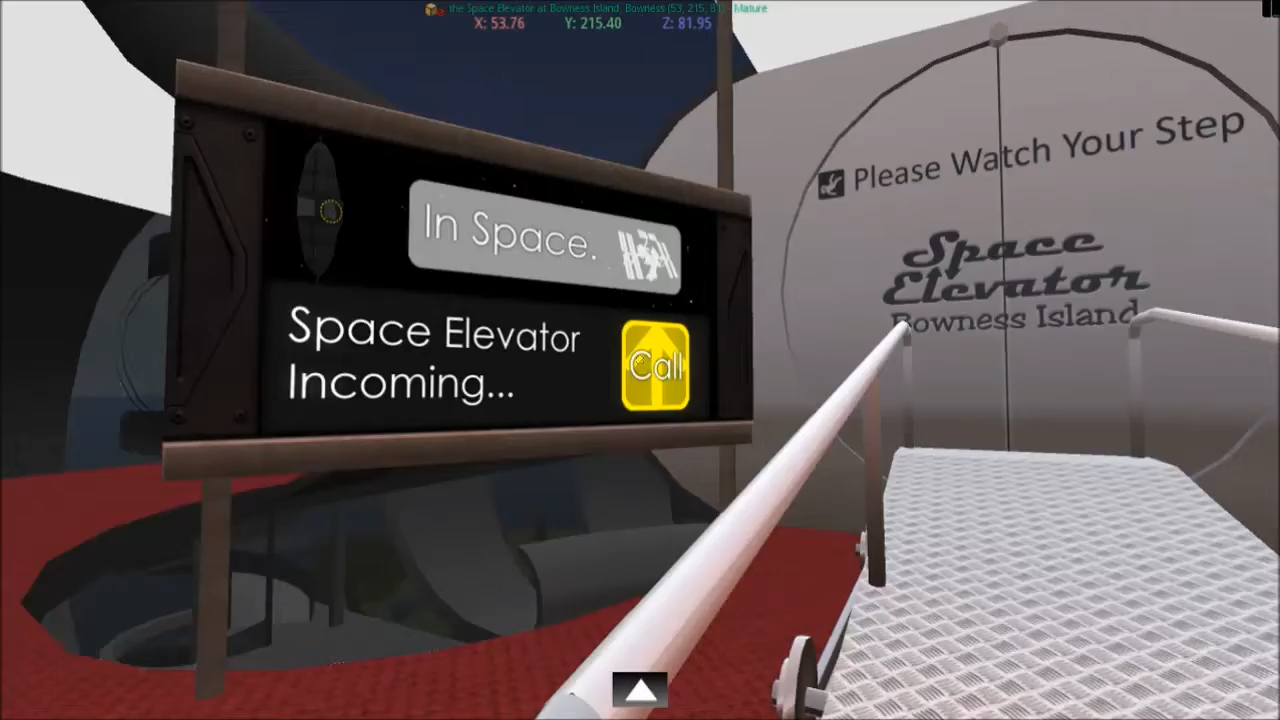 the Space Elevator at Bowness Island, Bowness (53, 215, 81) - Mature
X: 53.76 Y: 215.40 Z: 81.95
In Space.
Space Elevator
Incoming...
Call
Please Watch Your Step
Space
Elevator
Bowness Island